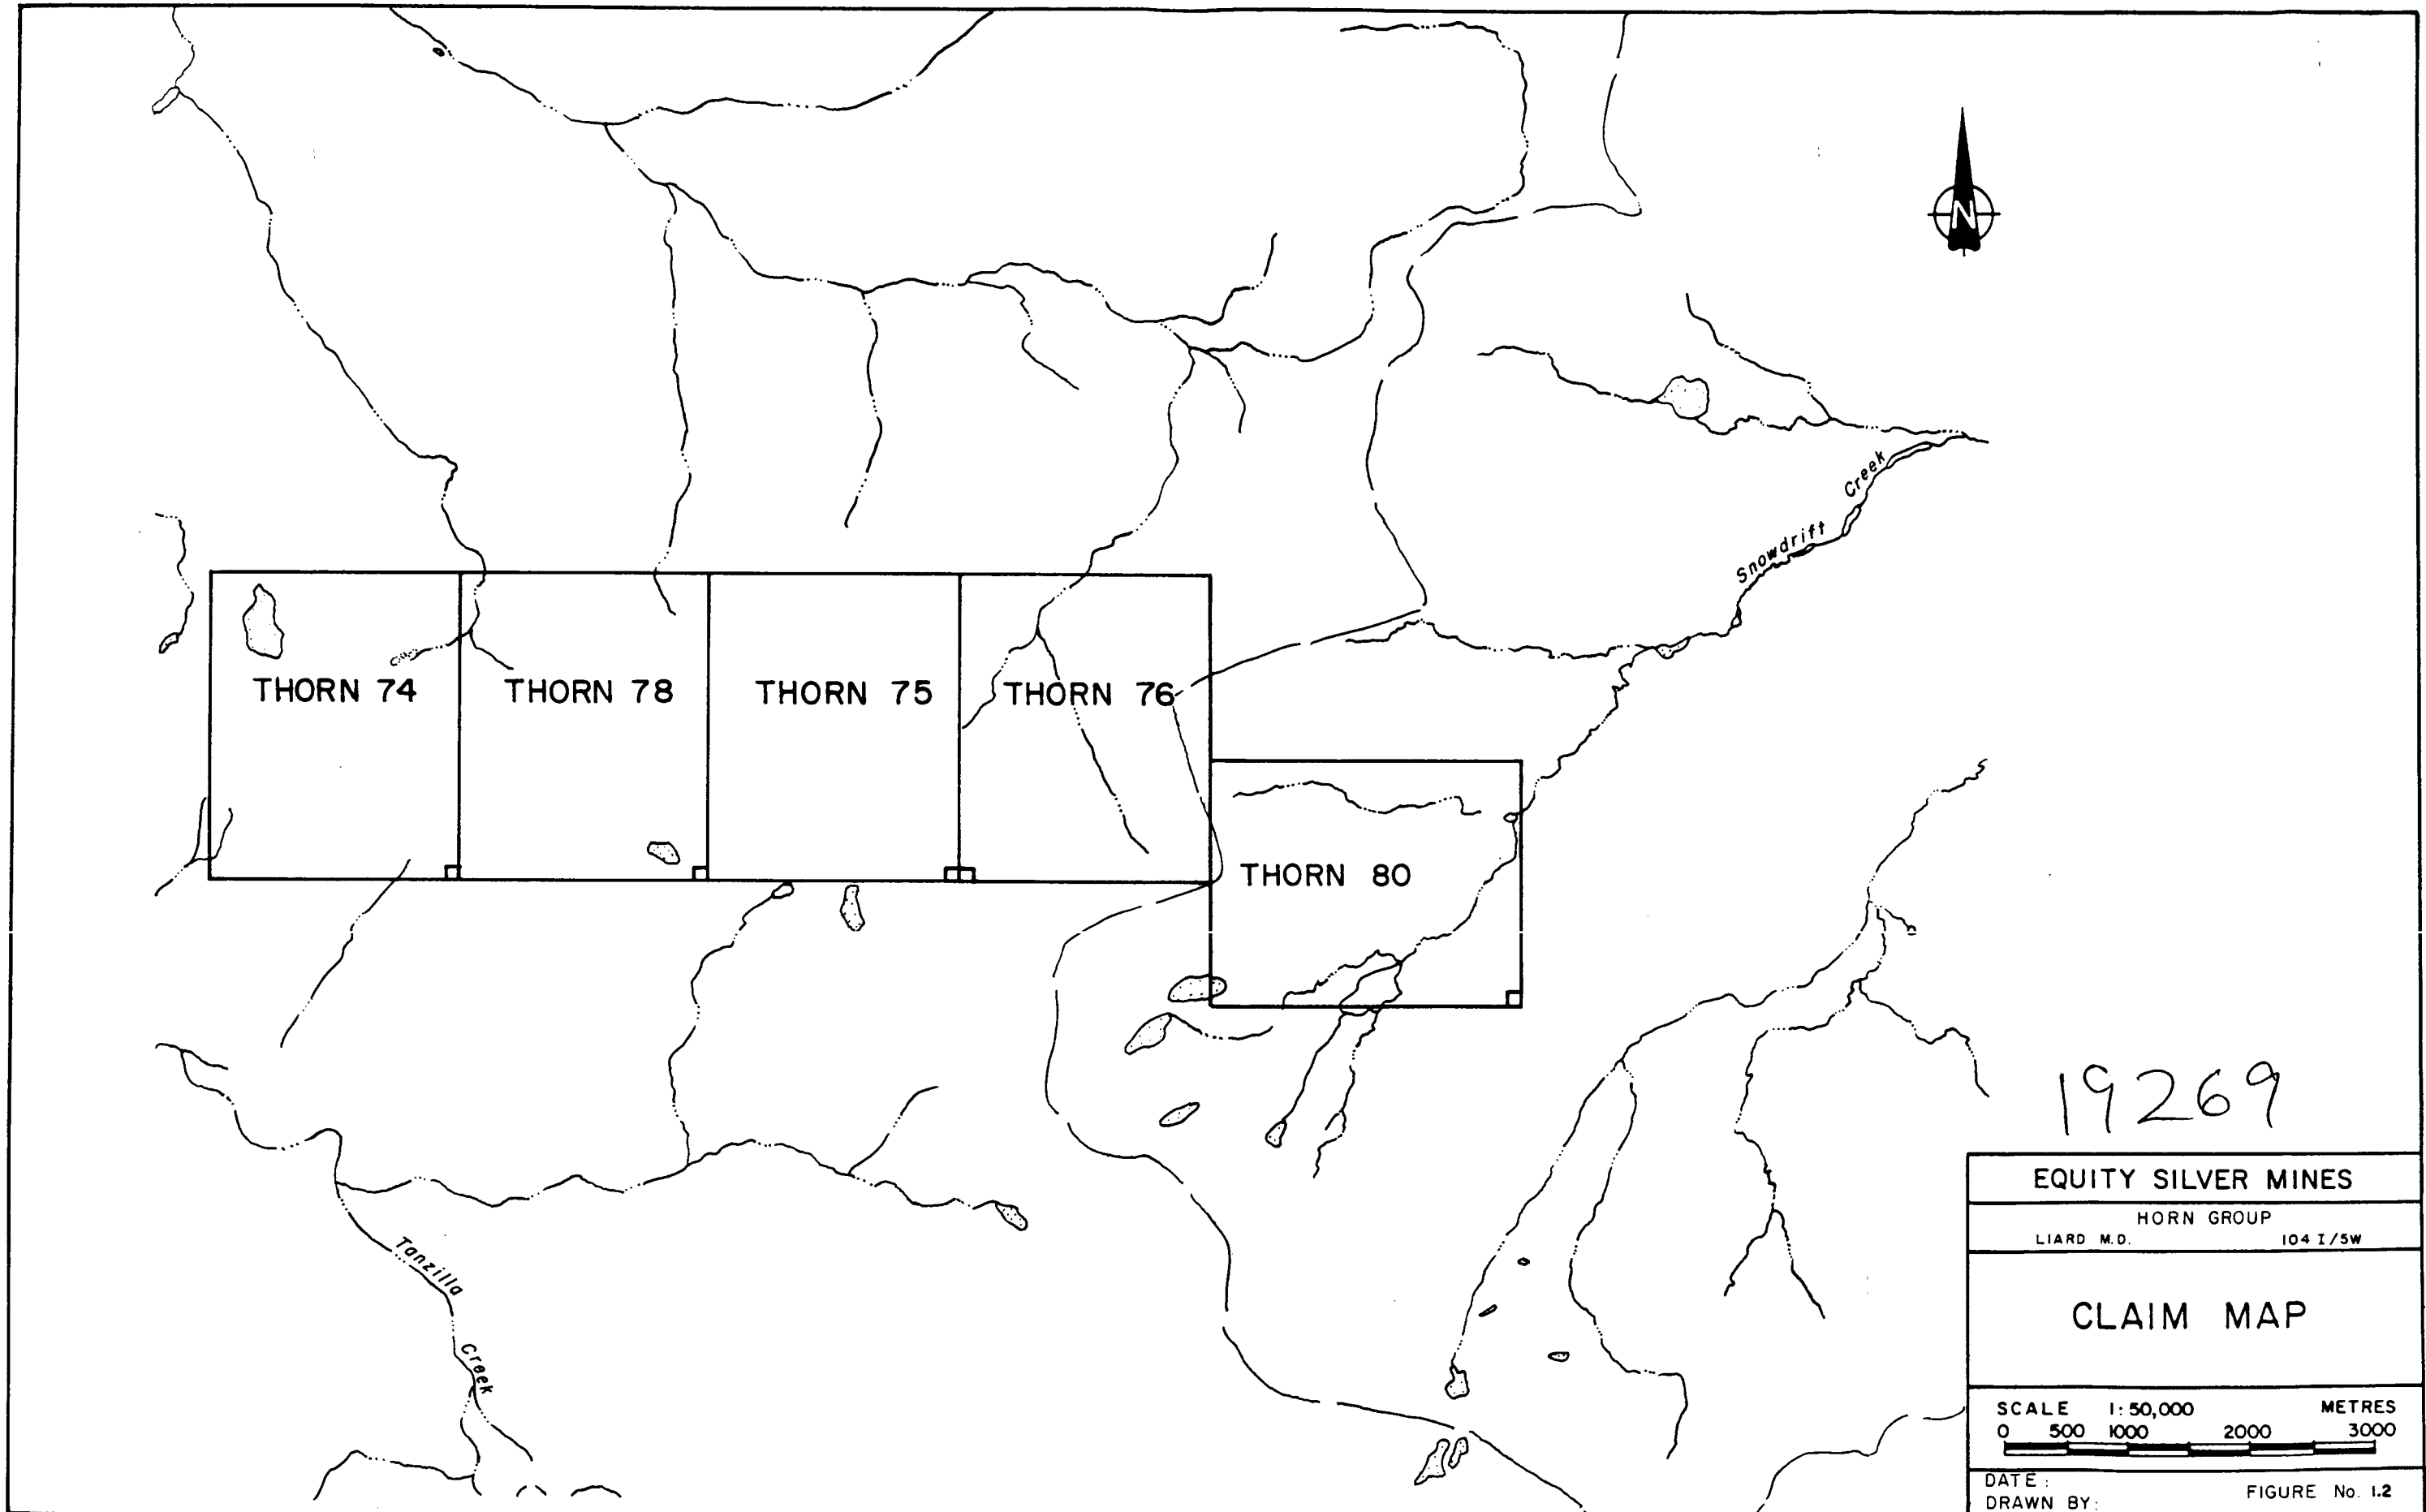 N
Snowdrift Creek
THORN 74
THORN 78
THORN 75
THORN 76
THORN 80
Tanzilla Creek
19269
EQUITY SILVER MINES
HORN GROUP
LIARD M.D. 104 I/5W
CLAIM MAP
SCALE 1:50,000 METRES
0 500 1000 2000 3000
DATE:
DRAWN BY: FIGURE No. 1.2